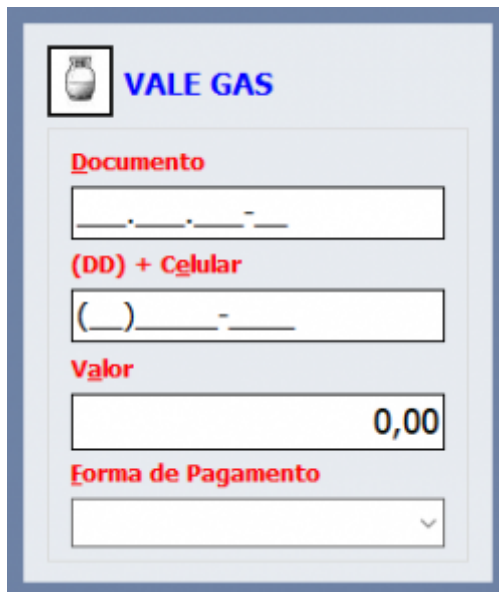 VALE GAS
Documento
___.___.___-__
(DD) + Celular
(__)_____-____
Valor
0,00
Forma de Pagamento